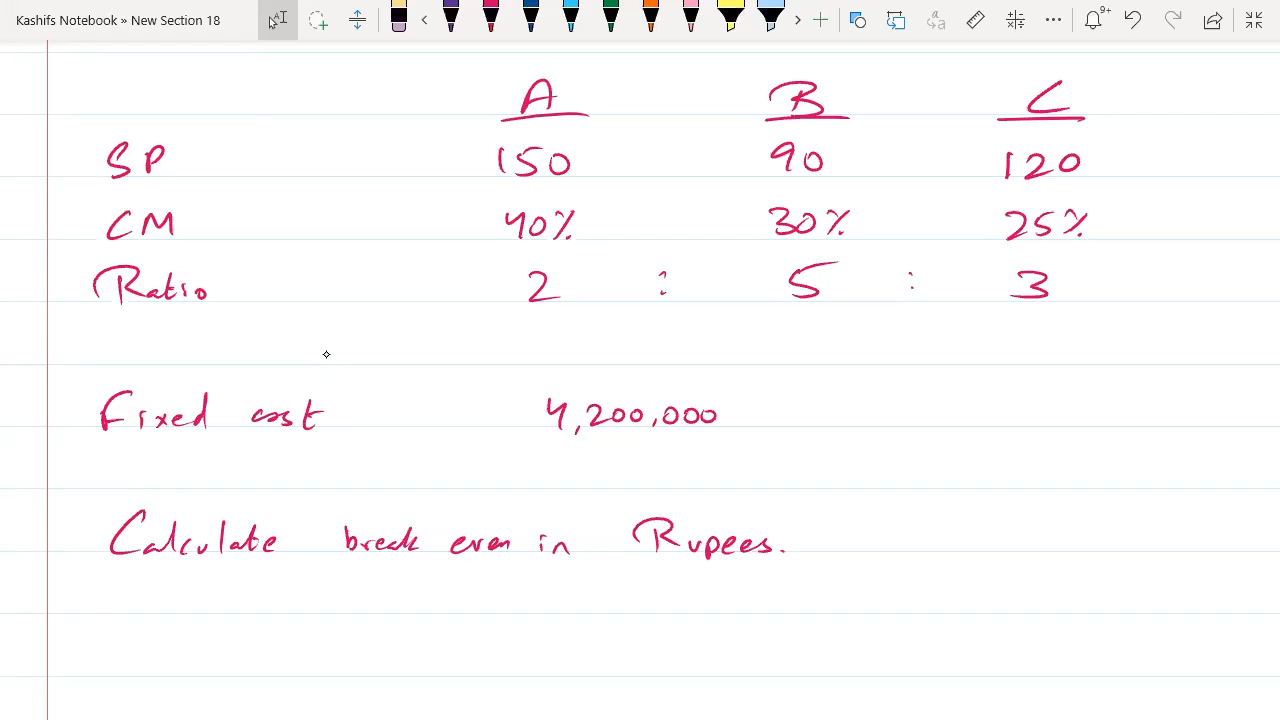 Kashifs Notebook » New Section 18
9+
A B C
SP 150 90 120
CM 40% 30% 25%
Ratio 2 : 5 : 3
Fixed cost 4,200,000
Calculate break even in Rupees.